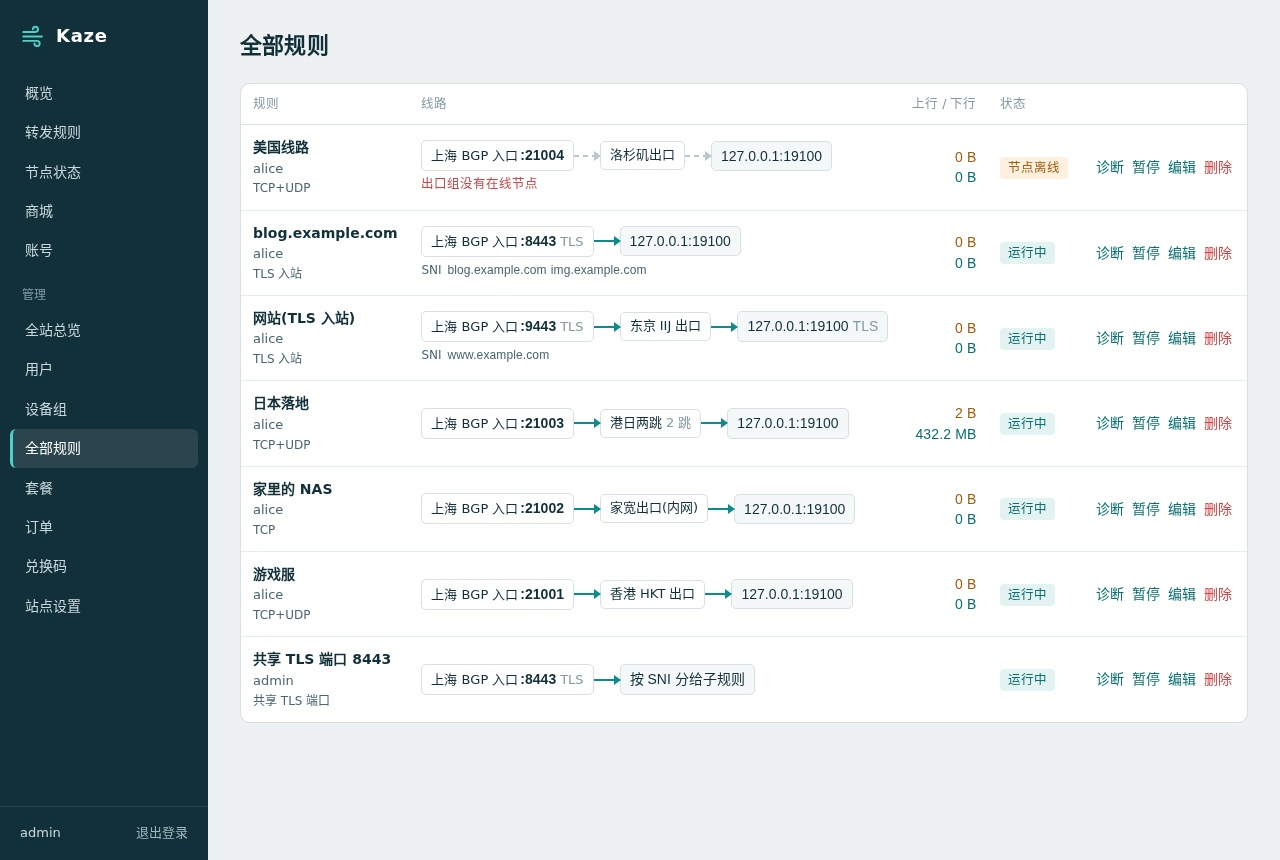 Kaze
概览
转发规则
节点状态
商城
账号
管理
全站总览
用户
设备组
全部规则
套餐
订单
兑换码
站点设置
admin 退出登录
全部规则
规则 线路 上行 / 下行 状态
美国线路
alice
TCP+UDP
上海 BGP 入口:21004 洛杉矶出口 127.0.0.1:19100
出口组没有在线节点
0 B
0 B
节点离线
诊断 暂停 编辑 删除
blog.example.com
alice
TLS 入站
上海 BGP 入口:8443 TLS 127.0.0.1:19100
SNI blog.example.com img.example.com
0 B
0 B
运行中
诊断 暂停 编辑 删除
网站(TLS 入站)
alice
TLS 入站
上海 BGP 入口:9443 TLS 东京 IIJ 出口 127.0.0.1:19100 TLS
SNI www.example.com
0 B
0 B
运行中
诊断 暂停 编辑 删除
日本落地
alice
TCP+UDP
上海 BGP 入口:21003 港日两跳 2 跳 127.0.0.1:19100
2 B
432.2 MB
运行中
诊断 暂停 编辑 删除
家里的 NAS
alice
TCP
上海 BGP 入口:21002 家宽出口(内网) 127.0.0.1:19100
0 B
0 B
运行中
诊断 暂停 编辑 删除
游戏服
alice
TCP+UDP
上海 BGP 入口:21001 香港 HKT 出口 127.0.0.1:19100
0 B
0 B
运行中
诊断 暂停 编辑 删除
共享 TLS 端口 8443
admin
共享 TLS 端口
上海 BGP 入口:8443 TLS 按 SNI 分给子规则
运行中
诊断 暂停 编辑 删除